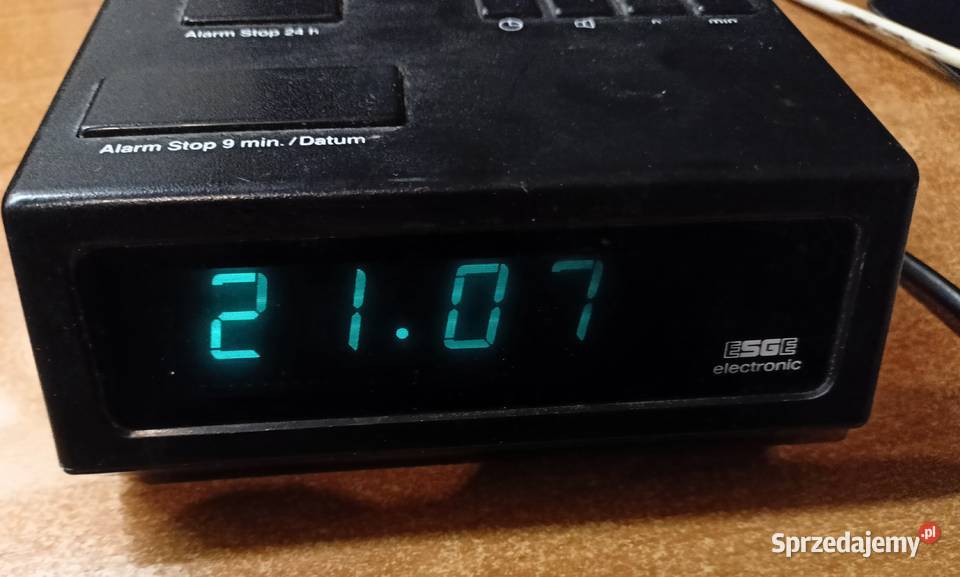 Alarm Stop 24 h
h
min
Alarm Stop 9 min. / Datum
21.07
ESGE
electronic
Sprzedajemy.pl